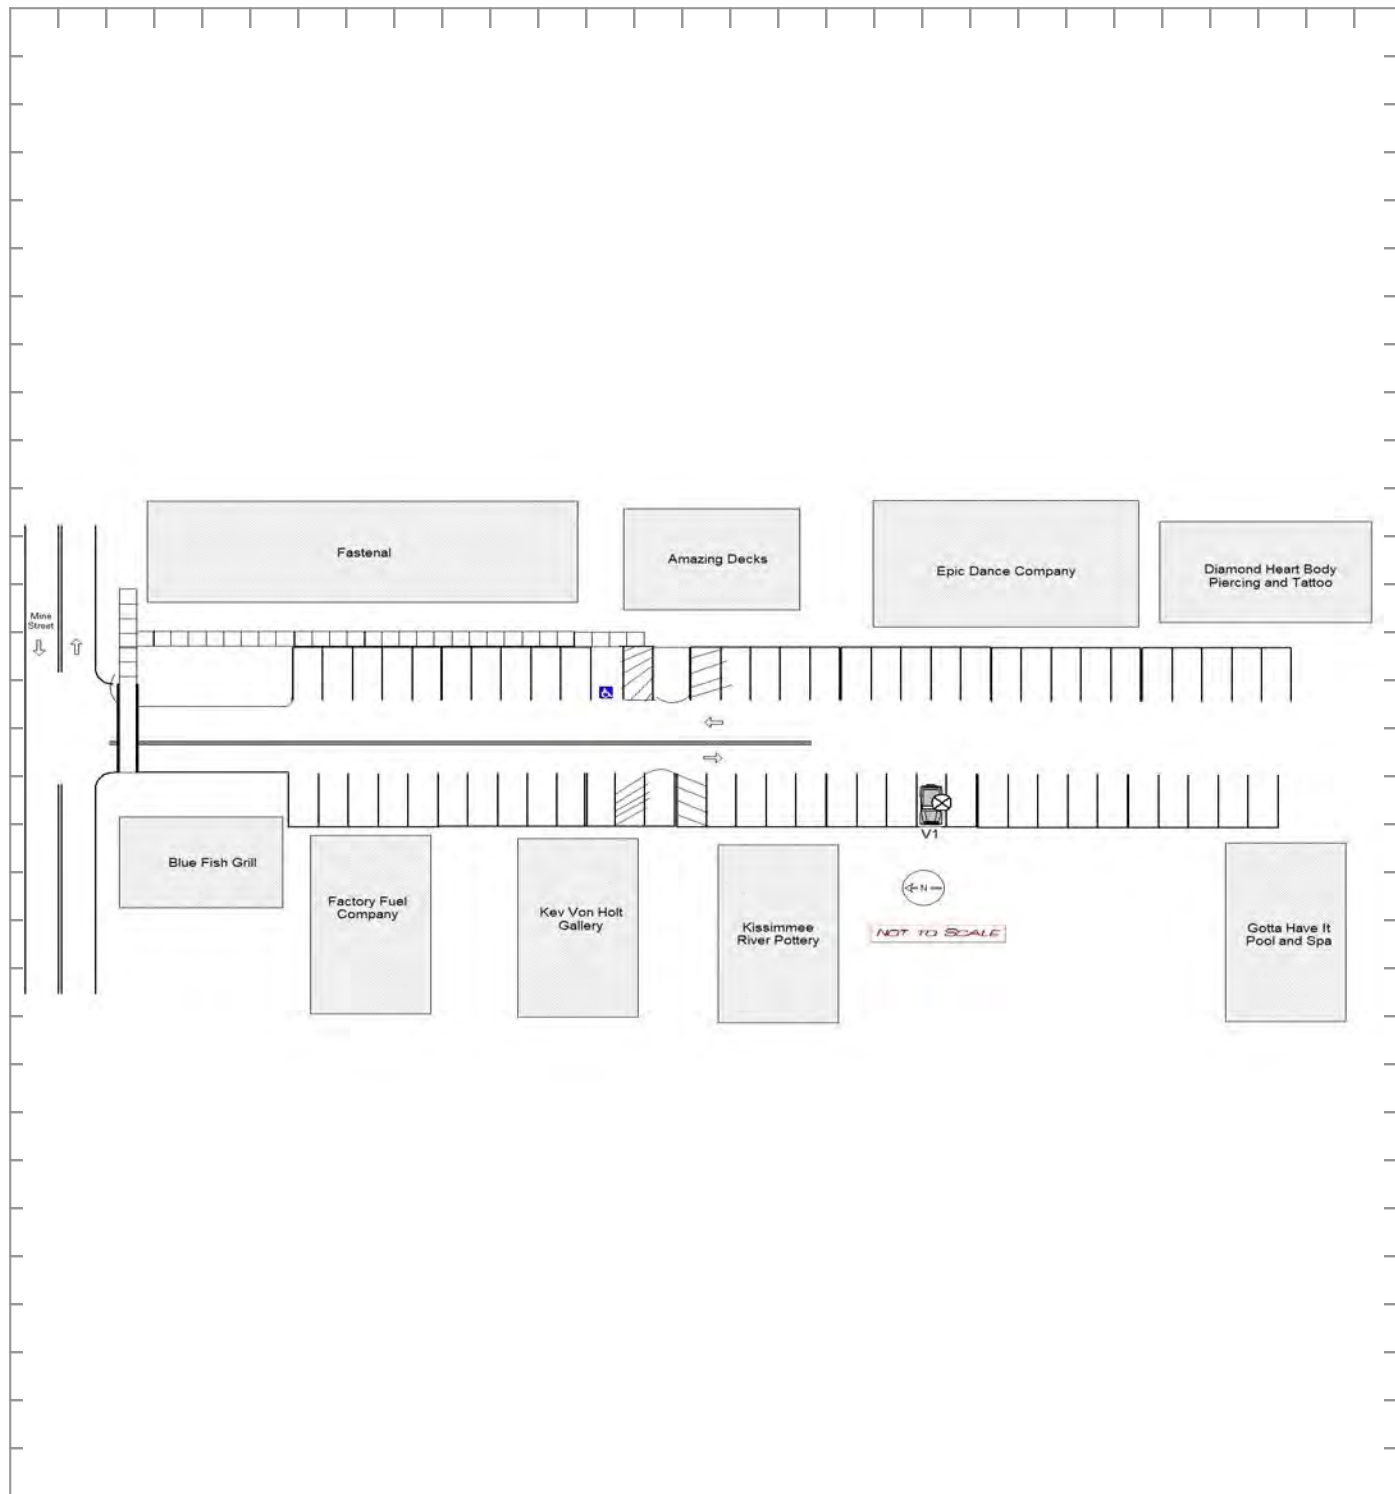 Fastenal
Amazing Decks
Epic Dance Company
Diamond Heart Body
Piercing and Tattoo
Mine
Street
V1
Blue Fish Grill
Factory Fuel
Company
Kev Von Holt
Gallery
Kissimmee
River Pottery
N
NOT TO SCALE
Gotta Have It
Pool and Spa